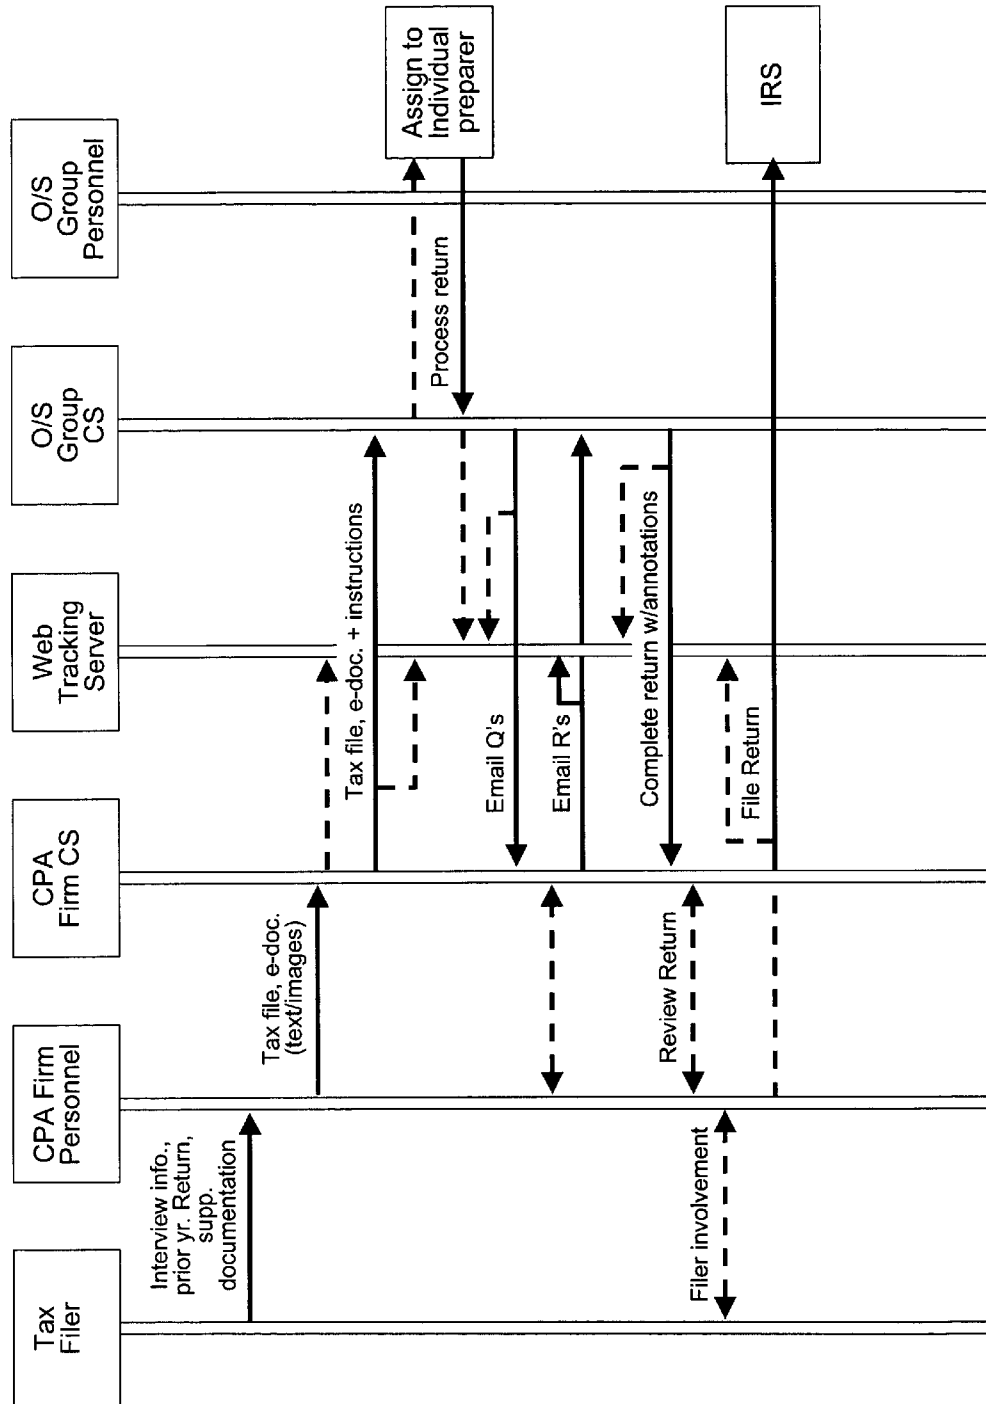 Tax
Filer
CPA Firm
Personnel
CPA
Firm CS
Web
Tracking
Server
O/S
Group
CS
O/S
Group
Personnel
Interview info.,
prior yr. Return,
supp.
documentation
Tax file, e-doc.
(text/images)
Tax file, e-doc. + instructions
Assign to
Individual
preparer
Process return
Email Q's
Email R's
Complete return w/annotations
Review Return
Filer involvement
File Return
IRS